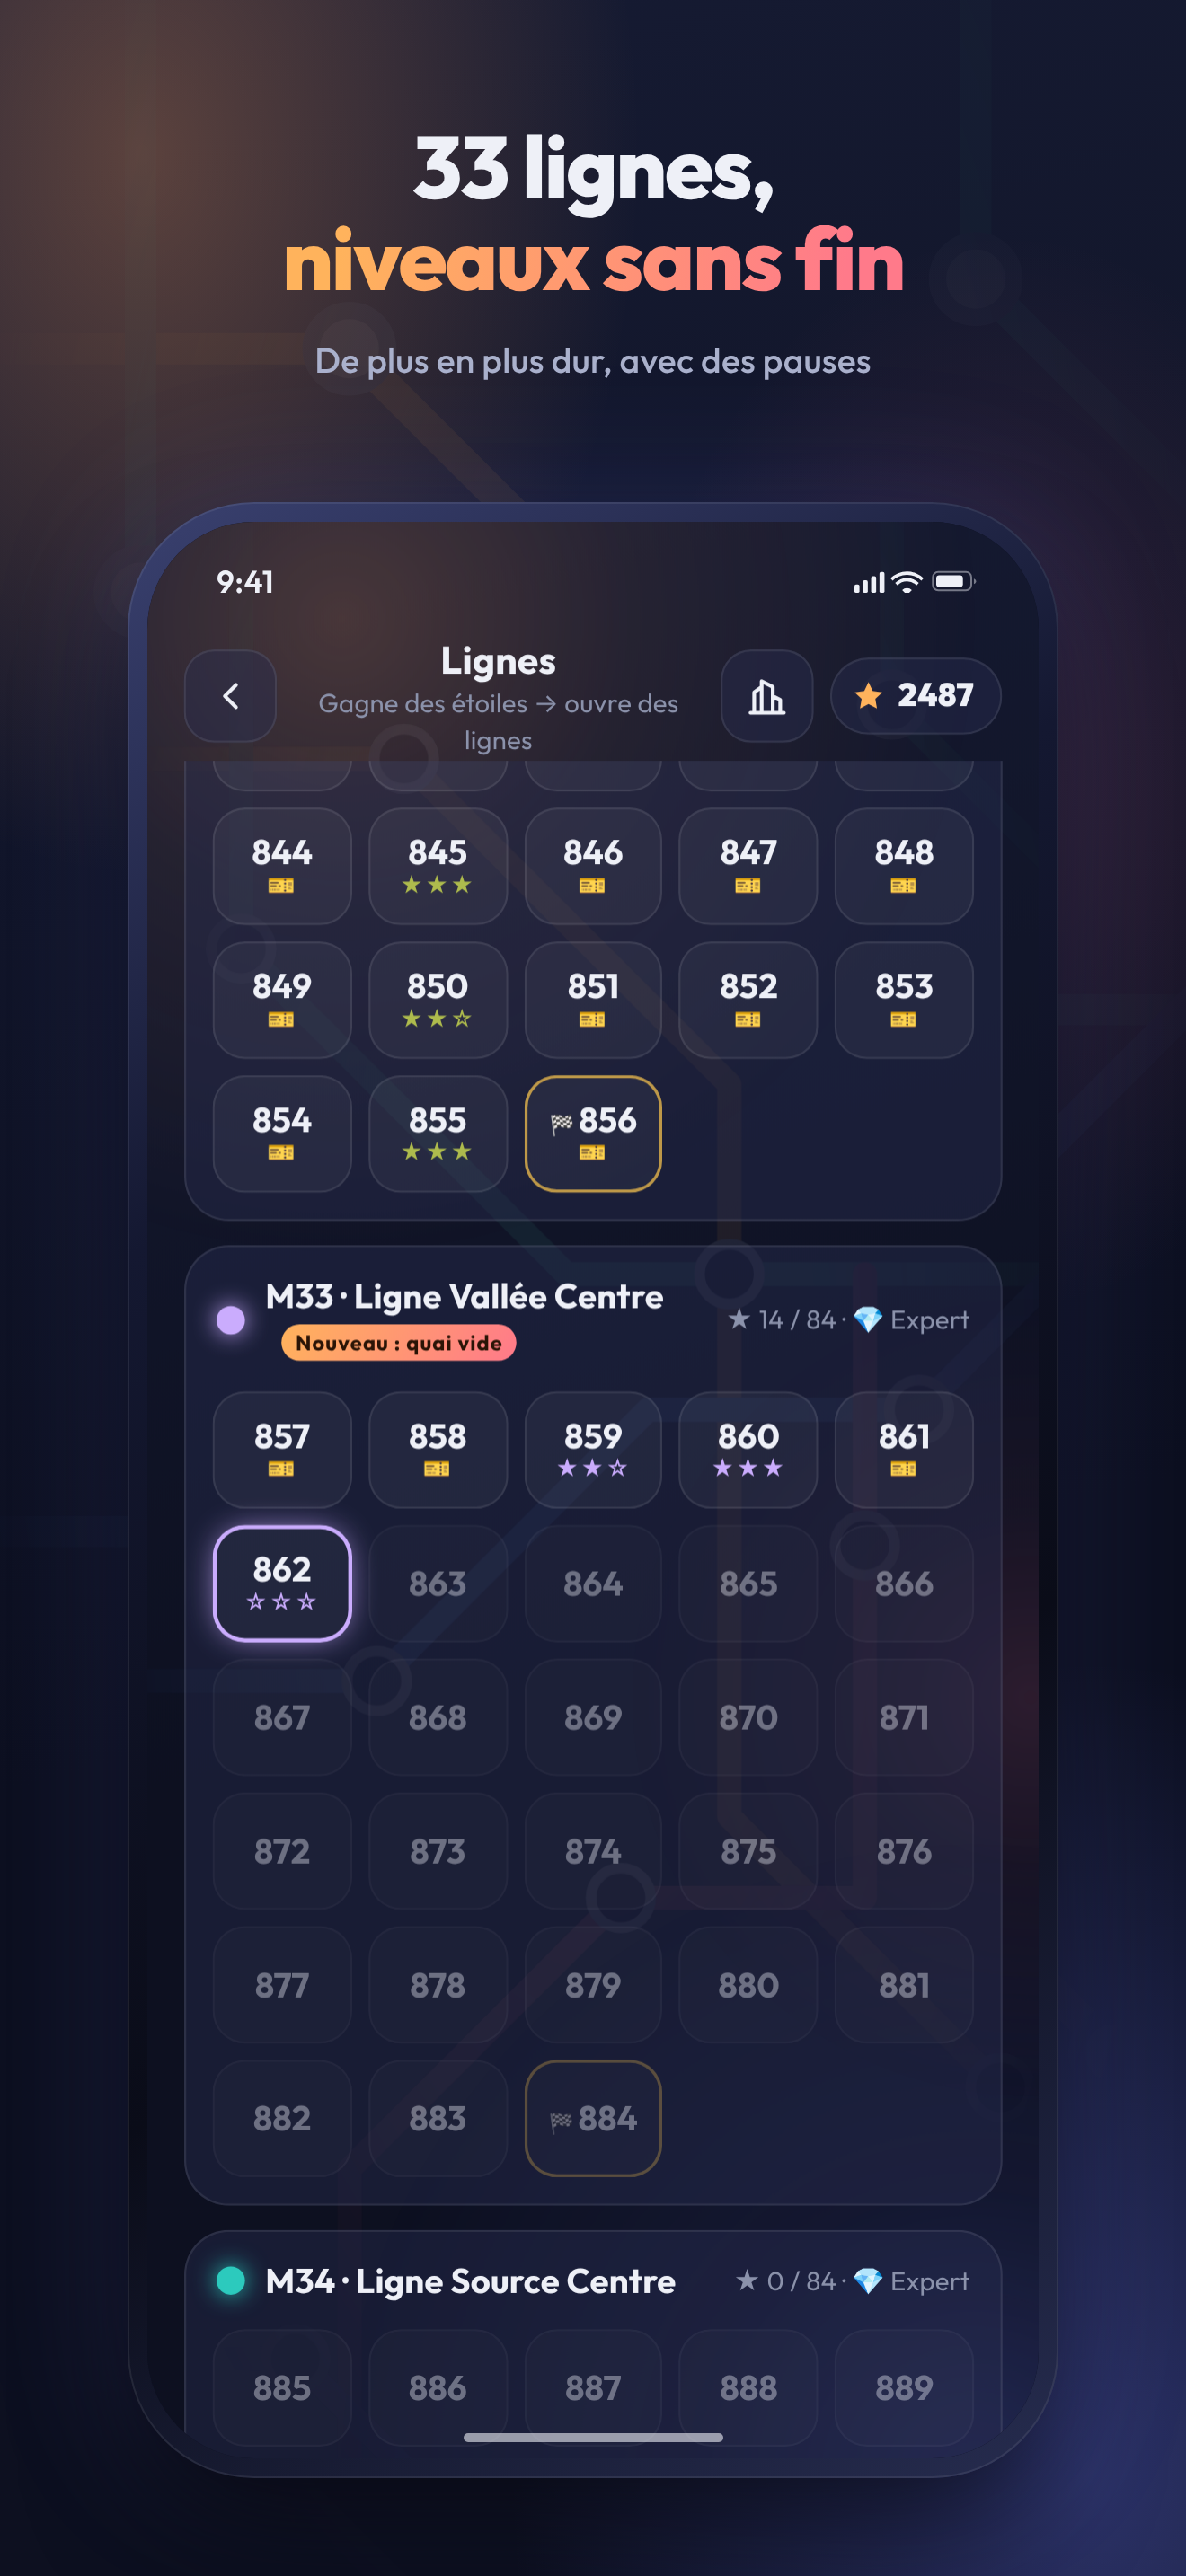 33 lignes,
niveaux sans fin
De plus en plus dur, avec des pauses
9:41
Lignes
Gagne des étoiles → ouvre des
lignes
★ 2487
844 845 846 847 848
★★★
849 850 851 852 853
★★☆
854 855 856
★★★
M33 · Ligne Vallée Centre
★ 14 / 84 · 💎 Expert
Nouveau : quai vide
857 858 859 860 861
★★☆ ★★★
862 863 864 865 866
☆☆☆
867 868 869 870 871
872 873 874 875 876
877 878 879 880 881
882 883 884
M34 · Ligne Source Centre
★ 0 / 84 · 💎 Expert
885 886 887 888 889